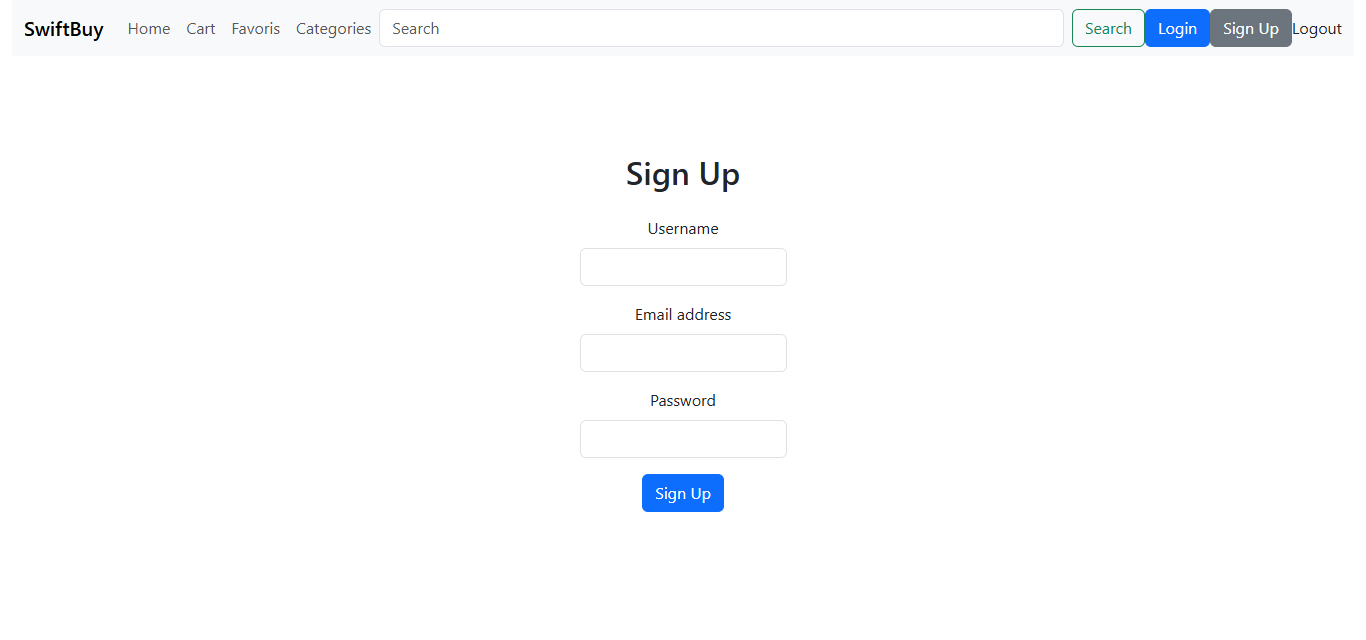 SwiftBuy Home Cart Favoris Categories Search Search Login Sign Up Logout
Sign Up
Username
Email address
Password
Sign Up